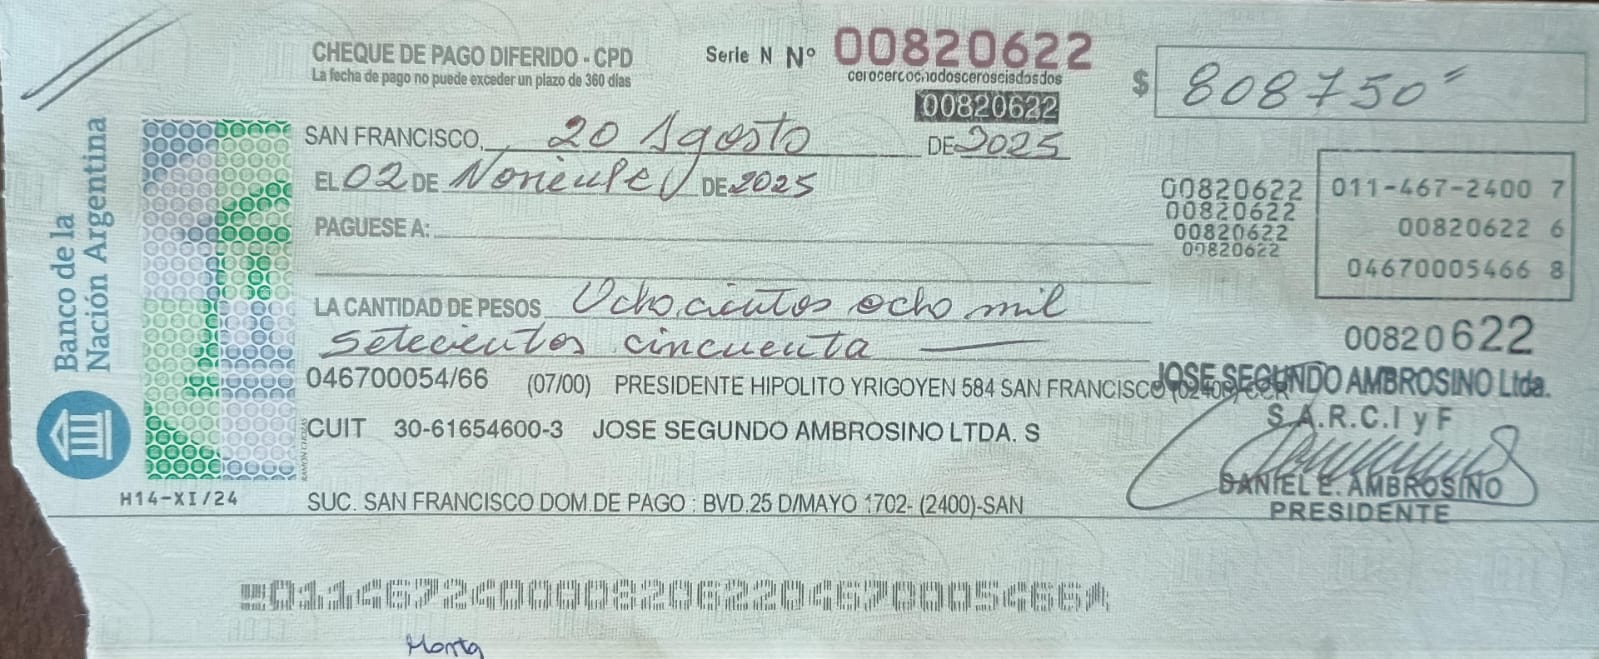 CHEQUE DE PAGO DIFERIDO - CPD
La fecha de pago no puede exceder un plazo de 360 días
Serie N Nº 00820622
cerocerochodosceroseisdosdos
00820622
$ 808750=
SAN FRANCISCO, 20 Agosto DE 2025
EL 02 DE Noviembre DE 2025
PAGUESE A:
00820622
00820622
00820622
00820622
011-467-2400 7
00820622 6
04670005466 8
LA CANTIDAD DE PESOS Ochocientos ocho mil
setecientos cincuenta
00820622
046700054/66 (07/00) PRESIDENTE HIPOLITO YRIGOYEN 584 SAN FRANCISCO (02408)
JOSE SEGUNDO AMBROSINO Ltda.
S.A.R.C.I y F
CUIT 30-61654600-3 JOSE SEGUNDO AMBROSINO LTDA. S
DANIEL E. AMBROSINO
PRESIDENTE
SUC. SAN FRANCISCO DOM.DE PAGO : BVD.25 D/MAYO 1702- (2400)-SAN
Banco de la
Nación Argentina
H14-XI/24
01146724000082062204670005466
Marta